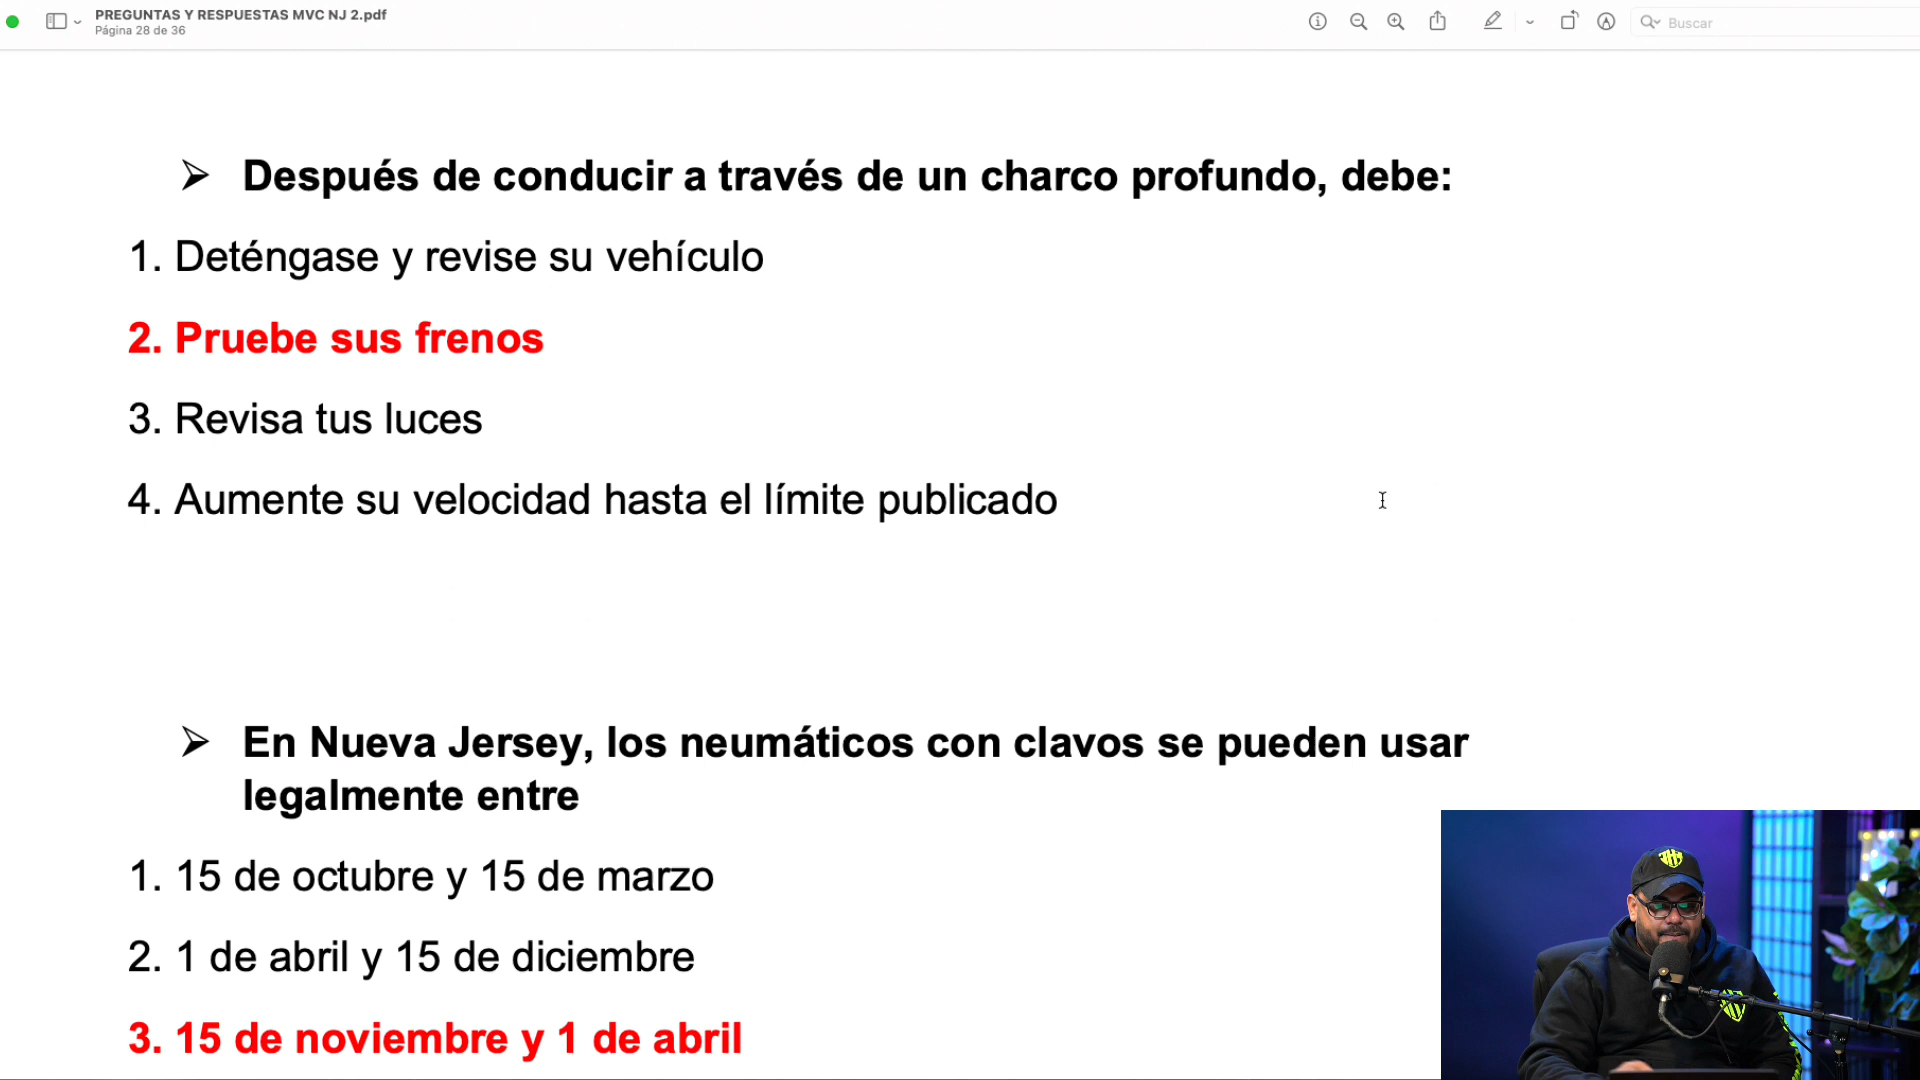 PREGUNTAS Y RESPUESTAS MVC NJ 2.pdf
Página 28 de 36
Buscar
➢ Después de conducir a través de un charco profundo, debe:
1. Deténgase y revise su vehículo
2. Pruebe sus frenos
3. Revisa tus luces
4. Aumente su velocidad hasta el límite publicado
➢ En Nueva Jersey, los neumáticos con clavos se pueden usar
legalmente entre
1. 15 de octubre y 15 de marzo
2. 1 de abril y 15 de diciembre
3. 15 de noviembre y 1 de abril